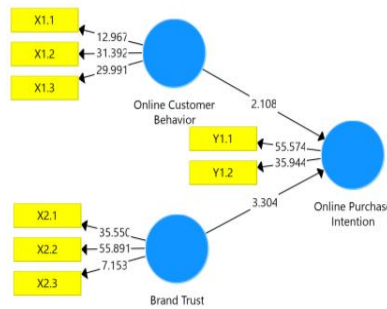 X1.1
12.967
X1.2
31.392
29.991
X1.3
Online Customer
Behavior
2.108
Y1.1
55.574
35.944
Y1.2
Online Purchase
Intention
3.304
X2.1
35.550
X2.2
55.891
7.153
X2.3
Brand Trust